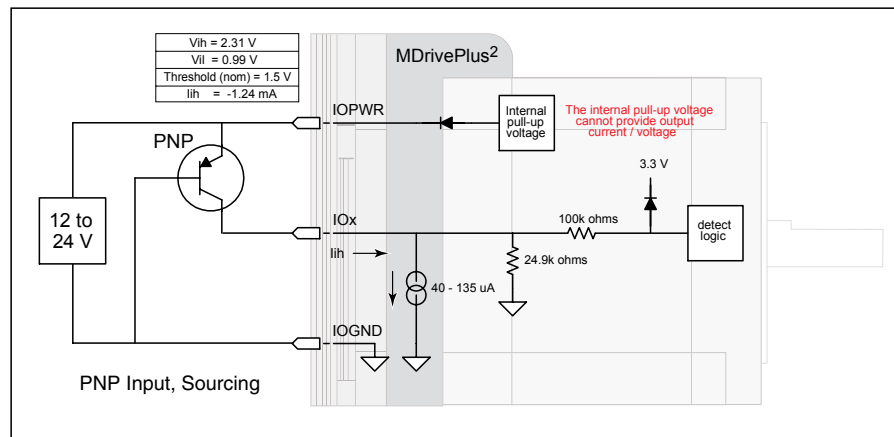 Vih = 2.31 V
Vil = 0.99 V
Threshold (nom) = 1.5 V
Iih = -1.24 mA
MDrivePlus2
IOPWR
Internal
pull-up
voltage
The internal pull-up voltage
cannot provide output
current / voltage
PNP
3.3 V
12 to
24 V
IOx
100k ohms
detect
logic
Iih
24.9k ohms
40 - 135 uA
IOGND
PNP Input, Sourcing